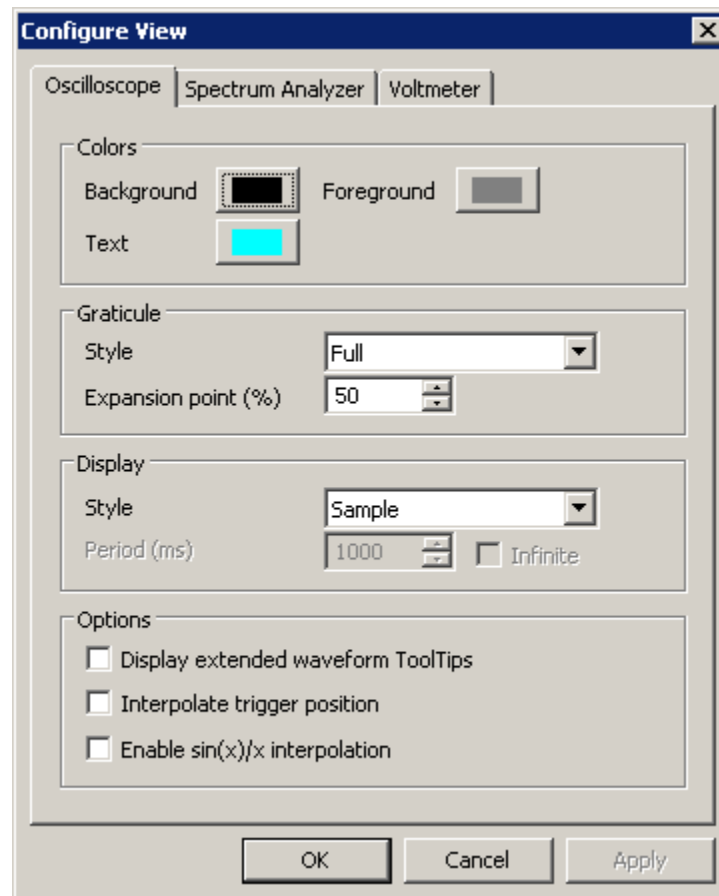 Configure View
Oscilloscope Spectrum Analyzer Voltmeter
Colors
Background Foreground
Text
Graticule
Style Full
Expansion point (%) 50
Display
Style Sample
Period (ms) 1000 Infinite
Options
Display extended waveform ToolTips
Interpolate trigger position
Enable sin(x)/x interpolation
OK Cancel Apply